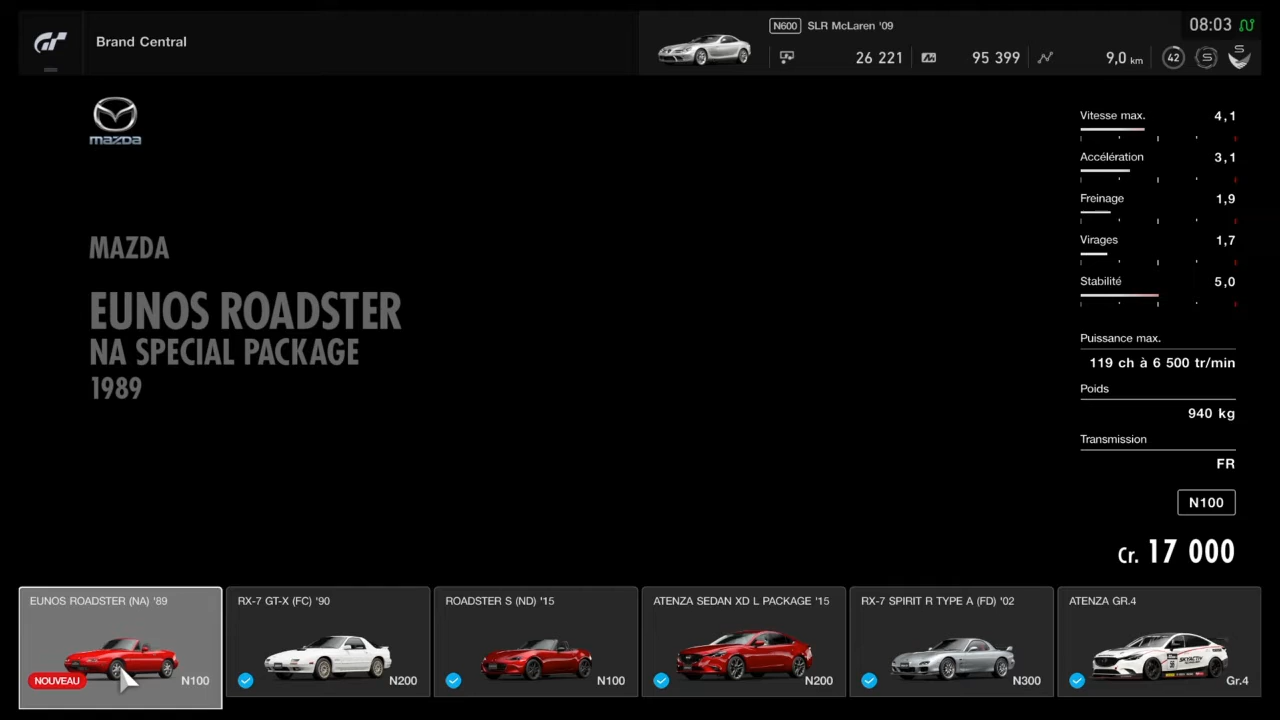 Brand Central
N600 SLR McLaren '09
26 221 95 399 9,0 km 42 S S
08:03
mazda
MAZDA
EUNOS ROADSTER
NA SPECIAL PACKAGE
1989
Vitesse max. 4,1
Accélération 3,1
Freinage 1,9
Virages 1,7
Stabilité 5,0
Puissance max.
119 ch à 6 500 tr/min
Poids
940 kg
Transmission
FR
N100
Cr. 17 000
EUNOS ROADSTER (NA) '89
NOUVEAU N100
RX-7 GT-X (FC) '90
N200
ROADSTER S (ND) '15
N100
ATENZA SEDAN XD L PACKAGE '15
N200
RX-7 SPIRIT R TYPE A (FD) '02
N300
ATENZA GR.4
SKYACTIV
Gr.4